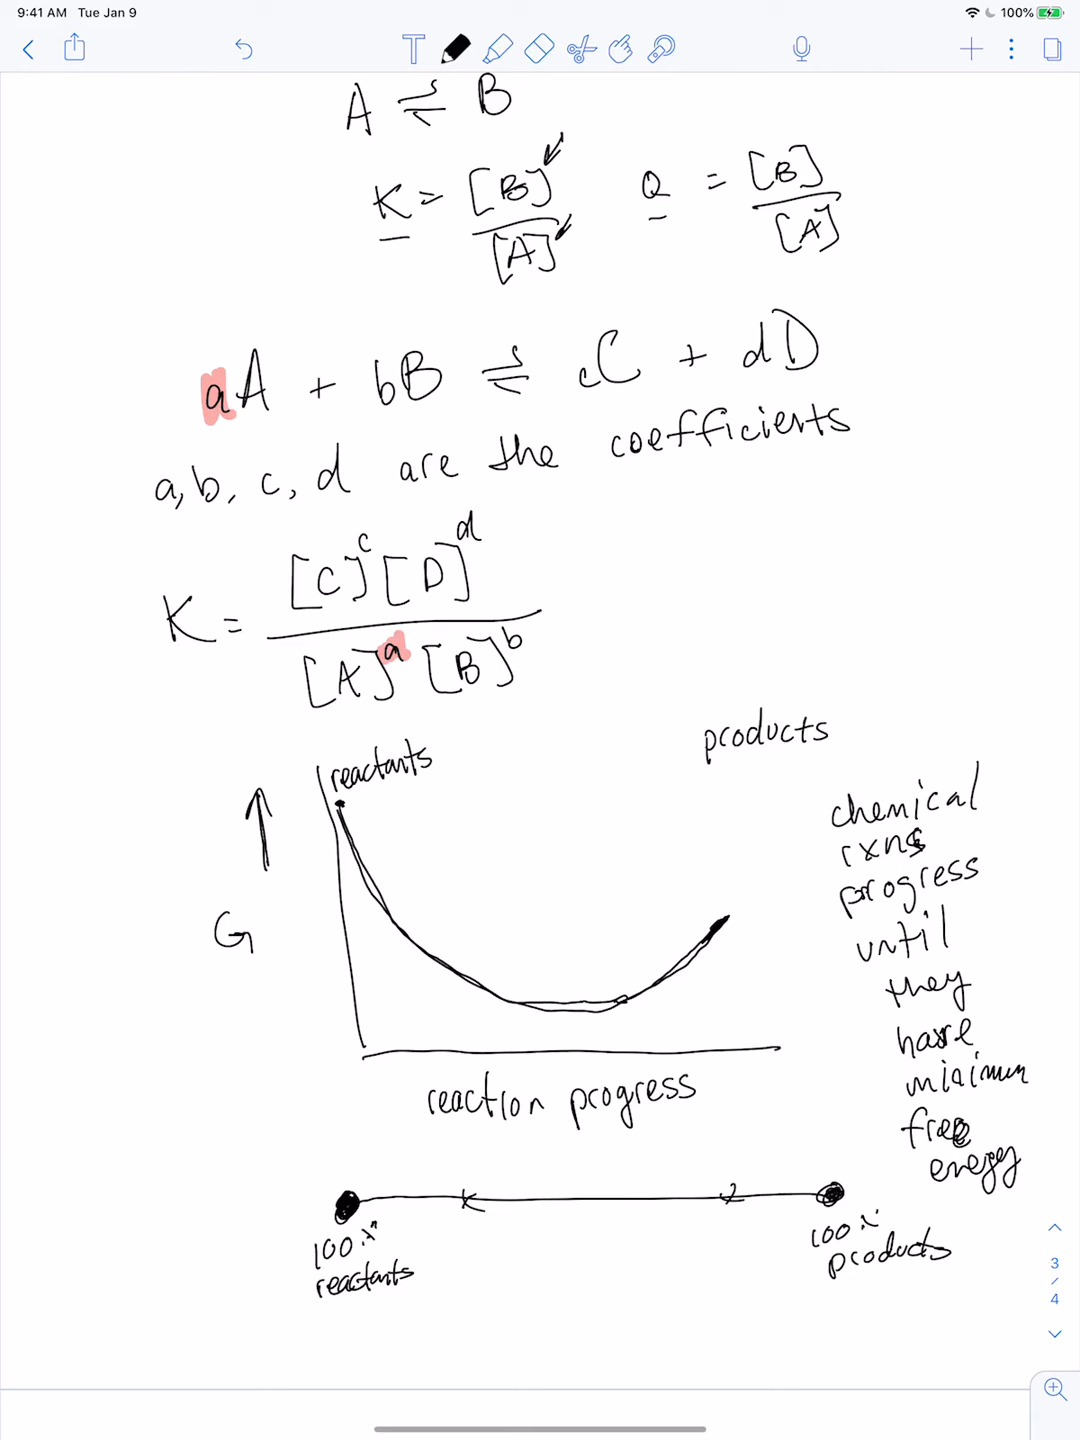 9:41 AM Tue Jan 9
100%
T
A ⇌ B
K = [B] / [A] Q = [B] / [A]
aA + bB ⇌ cC + dD
a, b, c, d are the coefficients
K = [C]^c [D]^d / [A]^a [B]^b
reactants
products
G
reaction progress
chemical
rxns
progress
until
they
have
minimum
free
energy
100%
reactants
100%
products
3
/
4